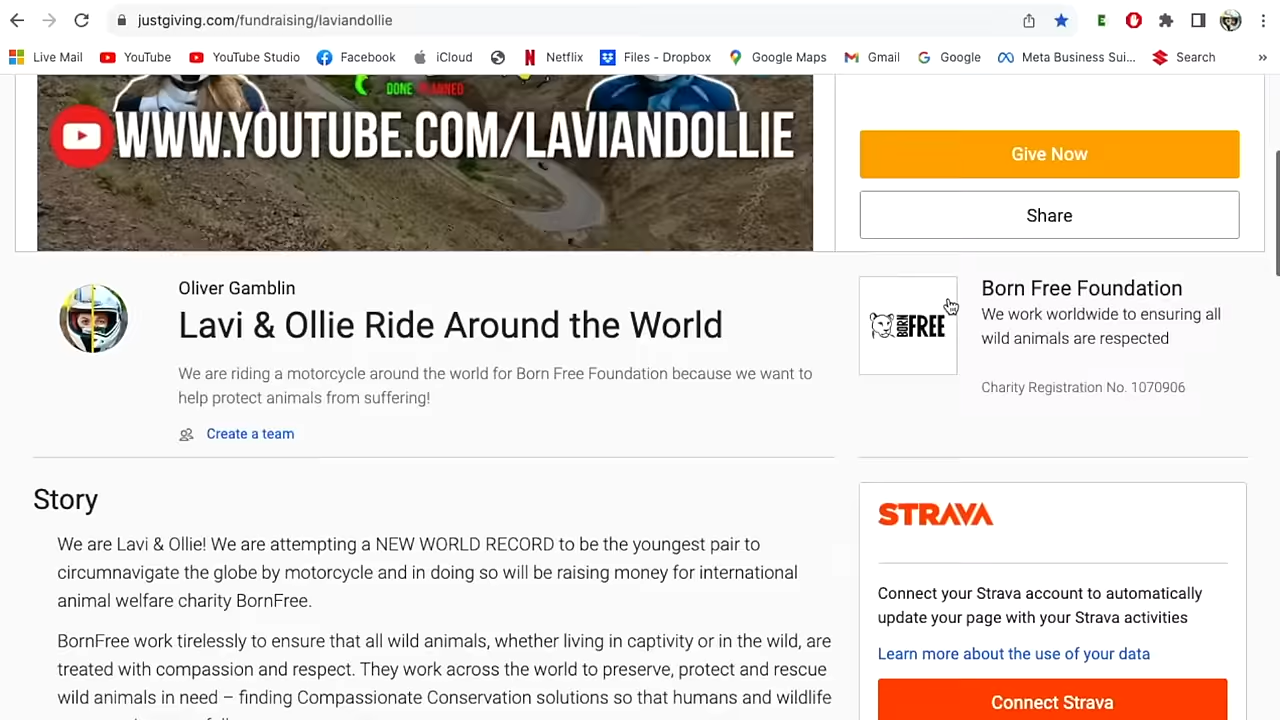 justgiving.com/fundraising/laviandollie
Live Mail YouTube YouTube Studio Facebook iCloud Netflix Files - Dropbox Google Maps Gmail Google Meta Business Sui... Search »
DONE PLANNED
WWW.YOUTUBE.COM/LAVIANDOLLIE
Give Now
Share
Oliver Gamblin
Lavi & Ollie Ride Around the World
We are riding a motorcycle around the world for Born Free Foundation because we want to
help protect animals from suffering!
Create a team
BORN FREE
Born Free Foundation
We work worldwide to ensuring all
wild animals are respected
Charity Registration No. 1070906
Story
We are Lavi & Ollie! We are attempting a NEW WORLD RECORD to be the youngest pair to
circumnavigate the globe by motorcycle and in doing so will be raising money for international
animal welfare charity BornFree.
BornFree work tirelessly to ensure that all wild animals, whether living in captivity or in the wild, are
treated with compassion and respect. They work across the world to preserve, protect and rescue
wild animals in need – finding Compassionate Conservation solutions so that humans and wildlife
STRAVA
Connect your Strava account to automatically
update your page with your Strava activities
Learn more about the use of your data
Connect Strava